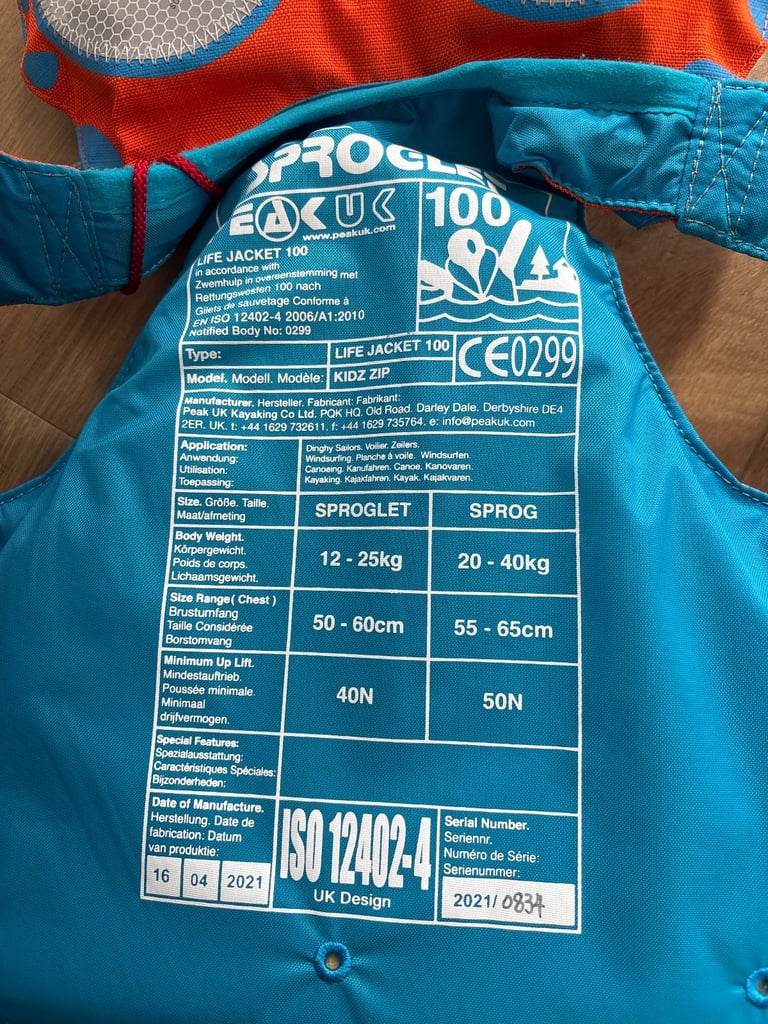 SPROGLET
PEAK UK
www.peakuk.com
100
LIFE JACKET 100
in accordance with
Zwemhulp in overeenstemming met
Rettungswesten 100 nach
Gilets de sauvetage Conforme à
EN ISO 12402-4 2006/A1:2010
Notified Body No: 0299
Type: LIFE JACKET 100
CE0299
Model. Modell. Modèle: KIDZ ZIP
Manufacturer. Hersteller. Fabricant: Fabrikant:
Peak UK Kayaking Co Ltd. PQK HQ. Old Road. Darley Dale. Derbyshire DE4
2ER. UK. t: +44 1629 732611. f: +44 1629 735764. e: info@peakuk.com
Application:
Anwendung:
Utilisation:
Toepassing:
Dinghy Sailors. Voilier. Zeilers.
Windsurfing. Planche à voile. Windsurfen.
Canoeing. Kanufahren. Canoe. Kanovaren.
Kayaking. Kajakfahren. Kayak. Kajakvaren.
Size. Größe. Taille.
Maat/afmeting
SPROGLET SPROG
Body Weight.
Körpergewicht.
Poids de corps.
Lichaamsgewicht.
12 - 25kg 20 - 40kg
Size Range( Chest )
Brustumfang
Taille Considérée
Borstomvang
50 - 60cm 55 - 65cm
Minimum Up Lift.
Mindestauftrieb.
Poussée minimale.
Minimaal
drijfvermogen.
40N 50N
Special Features:
Spezialausstattung:
Caractéristiques Spéciales:
Bijzonderheden:
Date of Manufacture.
Herstellung. Date de
fabrication: Datum
van produktie:
16 04 2021
ISO 12402-4
UK Design
Serial Number.
Seriennr.
Numéro de Série:
Serienummer:
2021/ 0834